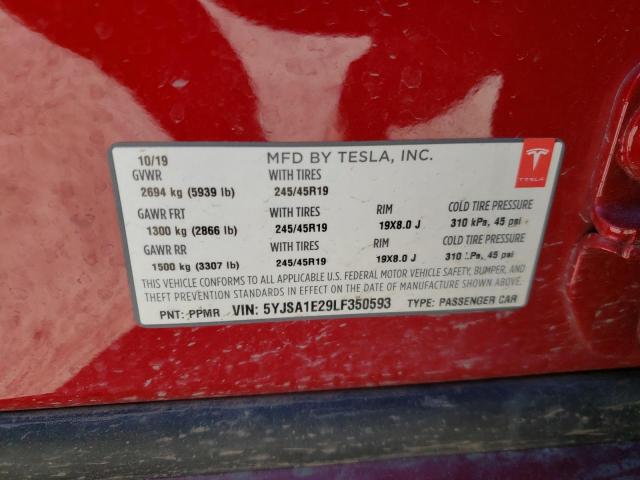 10/19 MFD BY TESLA, INC.
GVWR WITH TIRES
2694 kg (5939 lb) 245/45R19
TESLA
GAWR FRT WITH TIRES RIM COLD TIRE PRESSURE
1300 kg (2866 lb) 245/45R19 19X8.0 J 310 kPa, 45 psi
GAWR RR WITH TIRES RIM COLD TIRE PRESSURE
1500 kg (3307 lb) 245/45R19 19X8.0 J 310 kPa, 45 psi
THIS VEHICLE CONFORMS TO ALL APPLICABLE U.S. FEDERAL MOTOR VEHICLE SAFETY, BUMPER, AND
THEFT PREVENTION STANDARDS IN EFFECT ON THE DATE OF MANUFACTURE SHOWN ABOVE.
PNT: PPMR VIN: 5YJSA1E29LF350593 TYPE: PASSENGER CAR